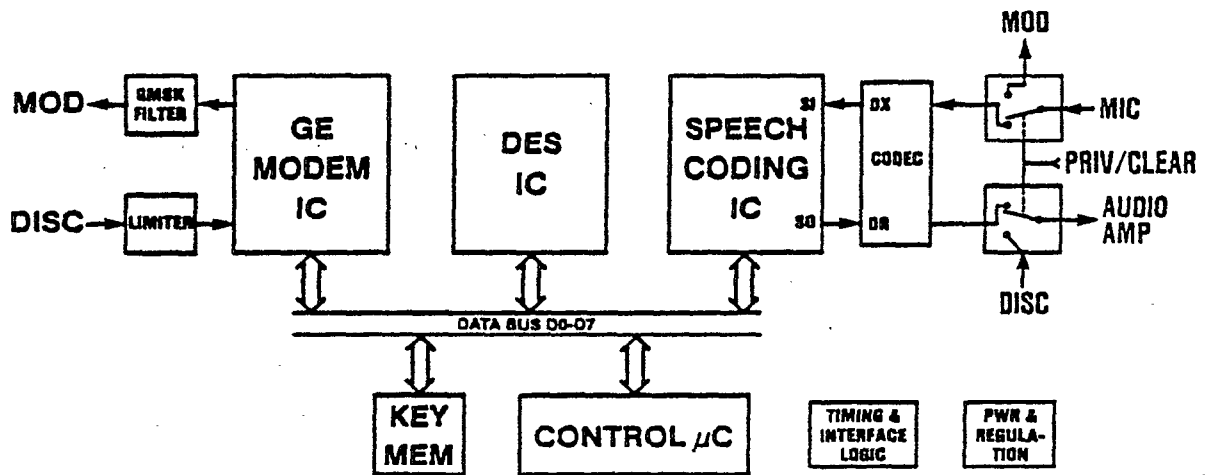 MOD
GMSK
FILTER
DISC
LIMITER
GE
MODEM
IC
DES
IC
SPEECH
CODING
IC
SI
SO
DX
CODEC
DR
MOD
MIC
PRIV/CLEAR
AUDIO
AMP
DISC
DATA BUS D0-D7
KEY
MEM
CONTROL µC
TIMING &
INTERFACE
LOGIC
PWR &
REGULA-
TION